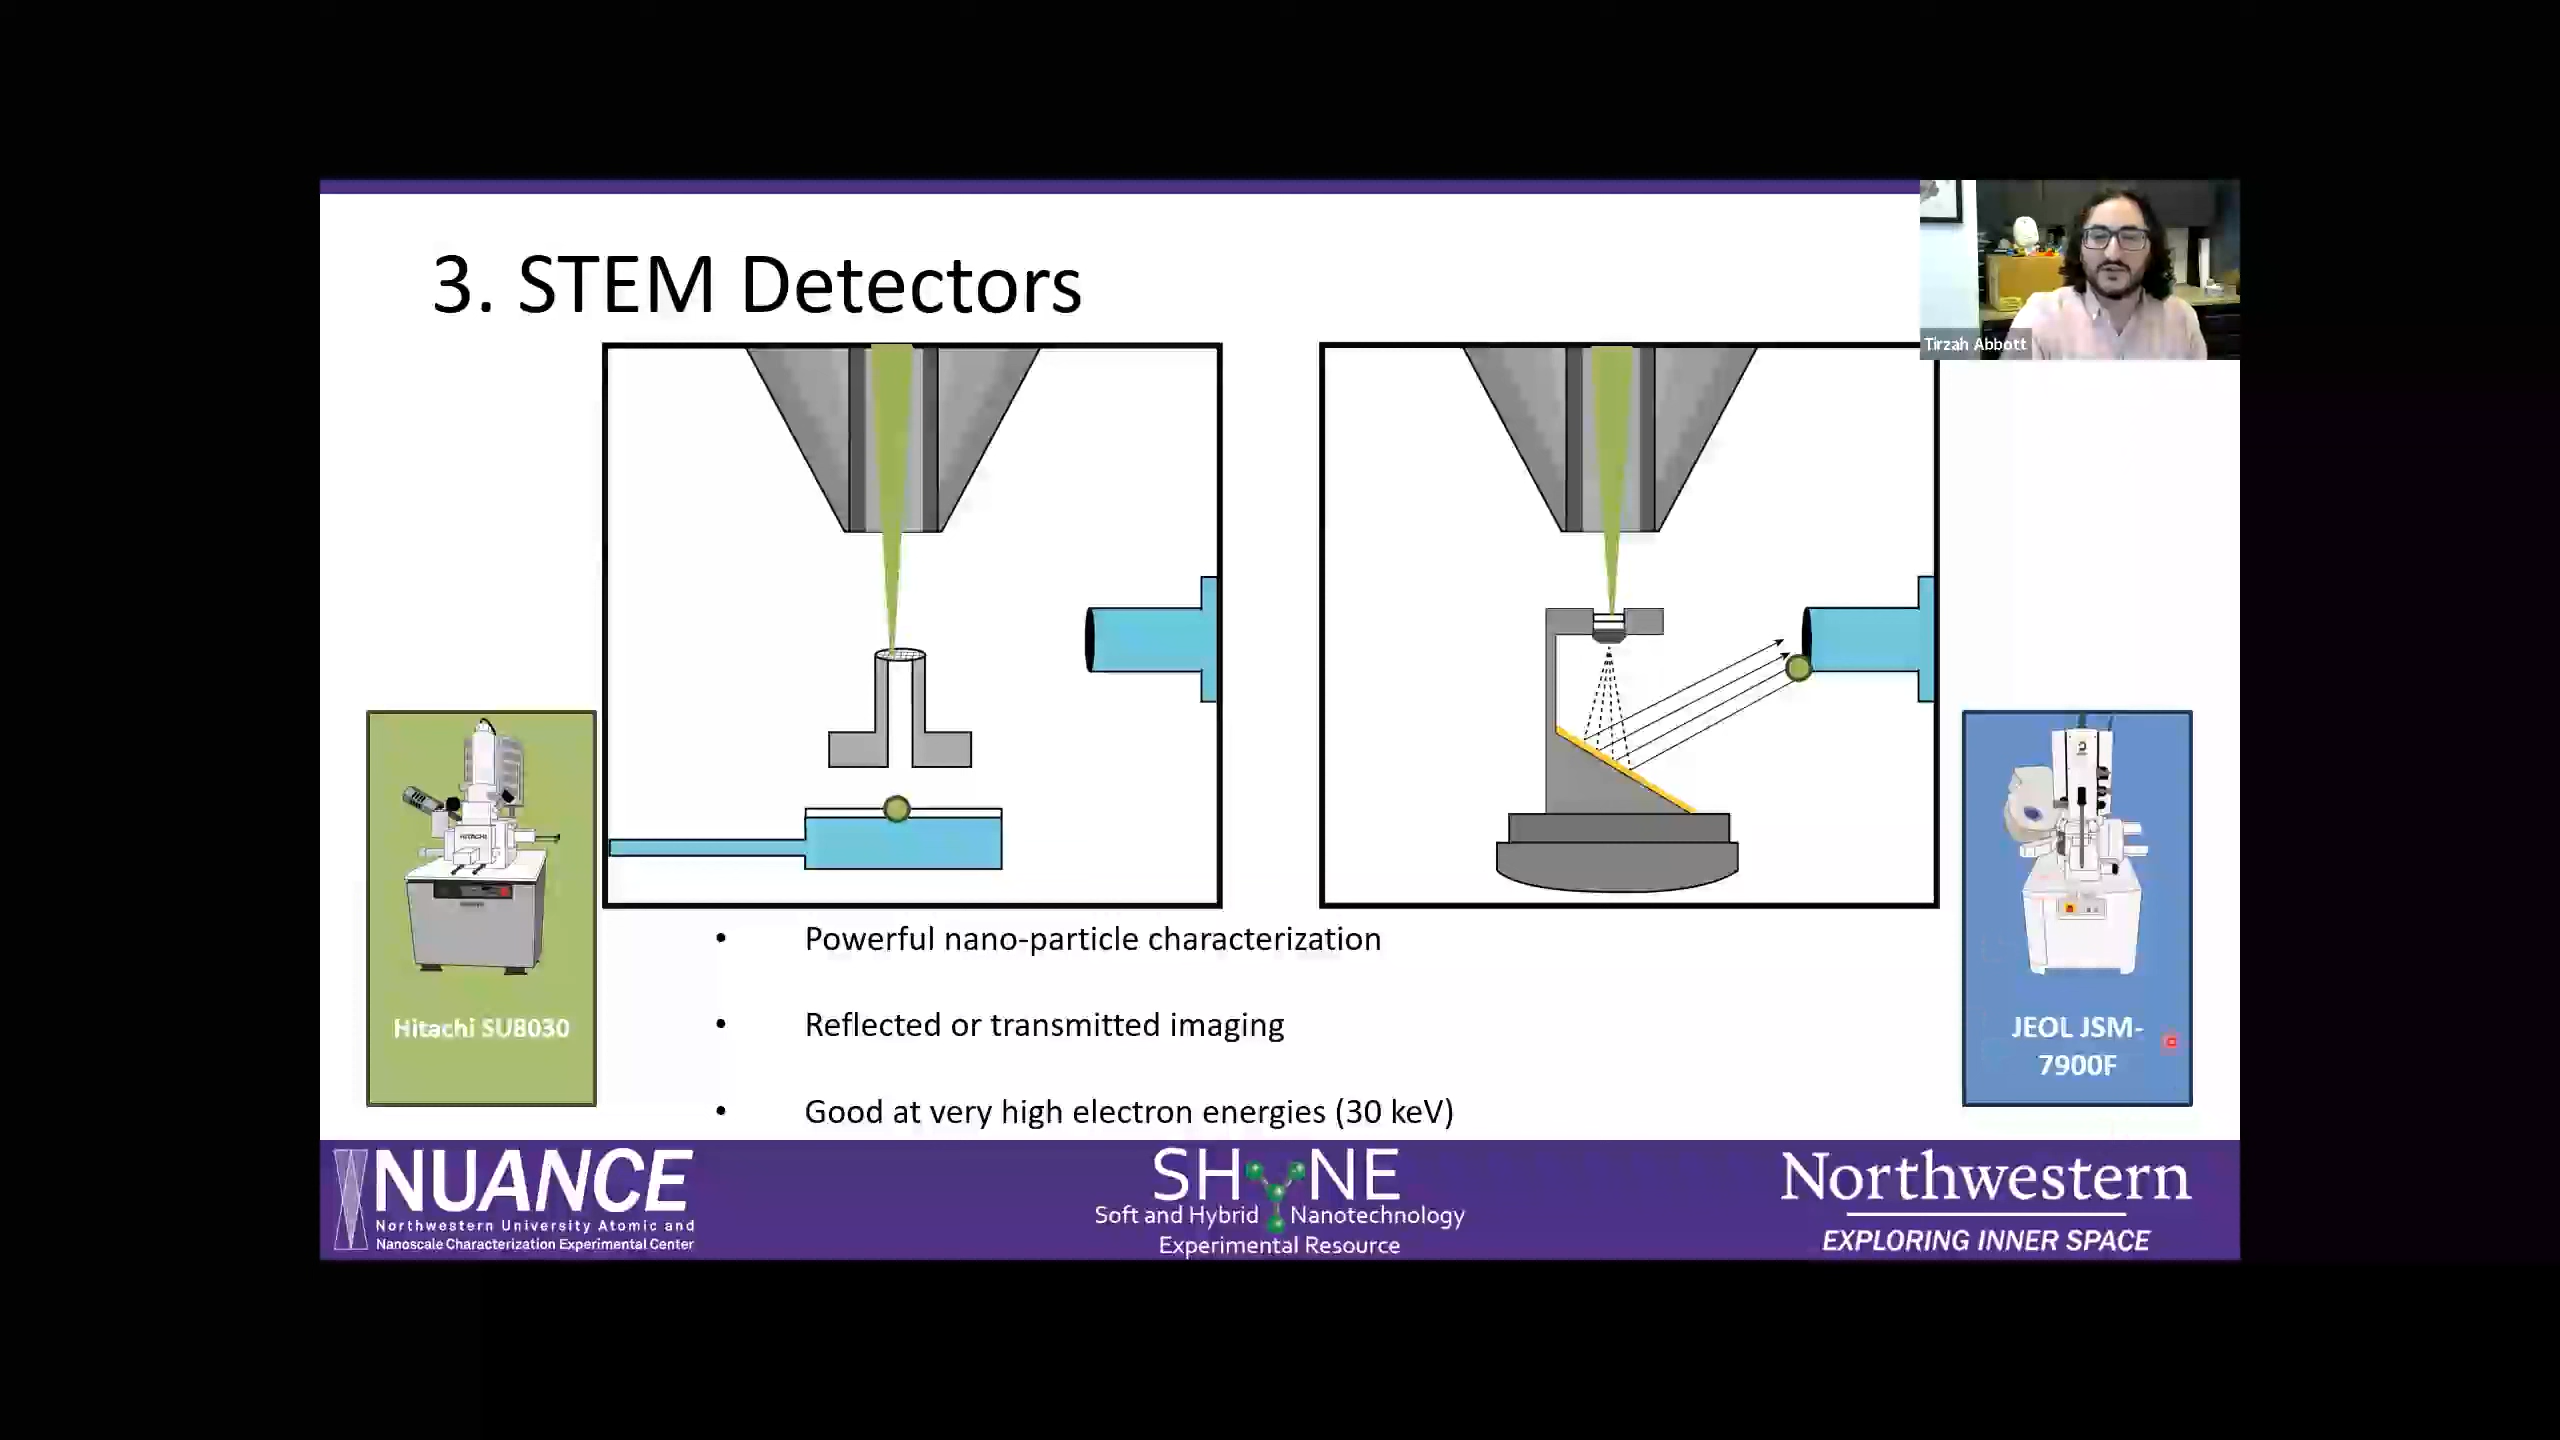 3. STEM Detectors
Tirzah Abbott
HITACHI
Hitachi SU8030
JEOL JSM-
7900F
• Powerful nano-particle characterization
• Reflected or transmitted imaging
• Good at very high electron energies (30 keV)
NUANCE
Northwestern University Atomic and
Nanoscale Characterization Experimental Center
SHYNE
Soft and Hybrid Nanotechnology
Experimental Resource
Northwestern
EXPLORING INNER SPACE